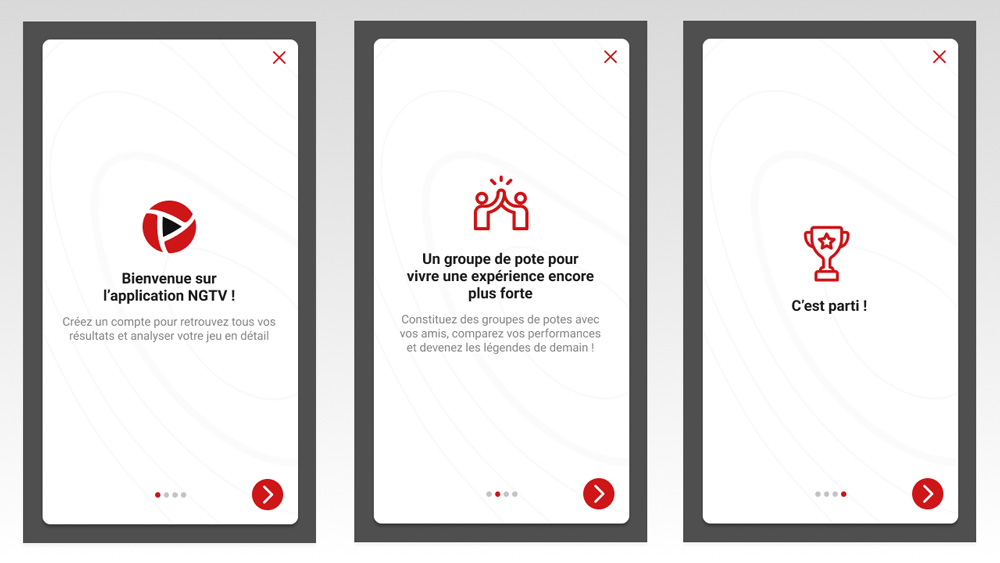 Bienvenue sur
l’application NGTV !
Créez un compte pour retrouvez tous vos
résultats et analyser votre jeu en détail
Un groupe de pote pour
vivre une expérience encore
plus forte
Constituez des groupes de potes avec
vos amis, comparez vos performances
et devenez les légendes de demain !
C’est parti !